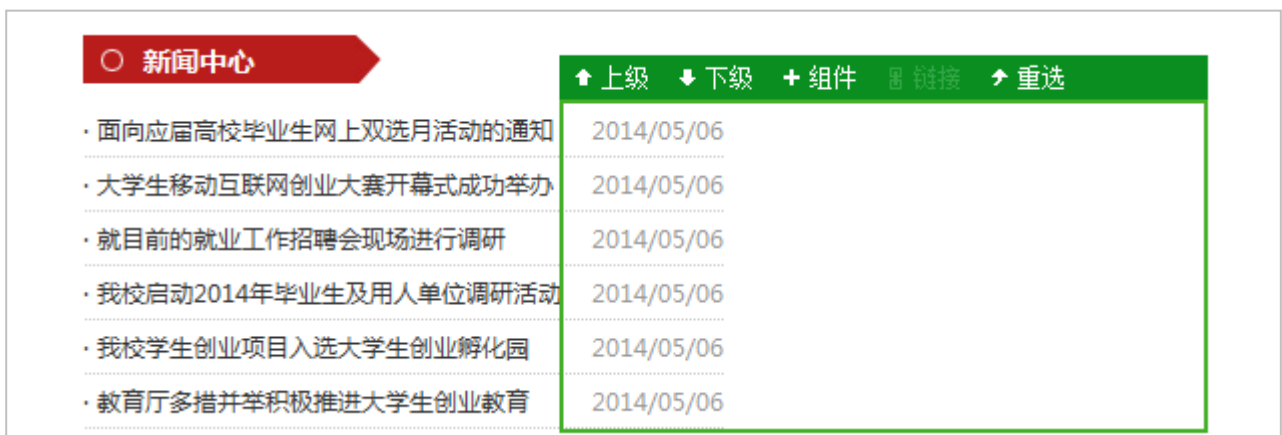 新闻中心
上级 下级 组件 链接 重选
· 面向应届高校毕业生网上双选月活动的通知 2014/05/06
· 大学生移动互联网创业大赛开幕式成功举办 2014/05/06
· 就目前的就业工作招聘会现场进行调研 2014/05/06
· 我校启动2014年毕业生及用人单位调研活动 2014/05/06
· 我校学生创业项目入选大学生创业孵化园 2014/05/06
· 教育厅多措并举积极推进大学生创业教育 2014/05/06